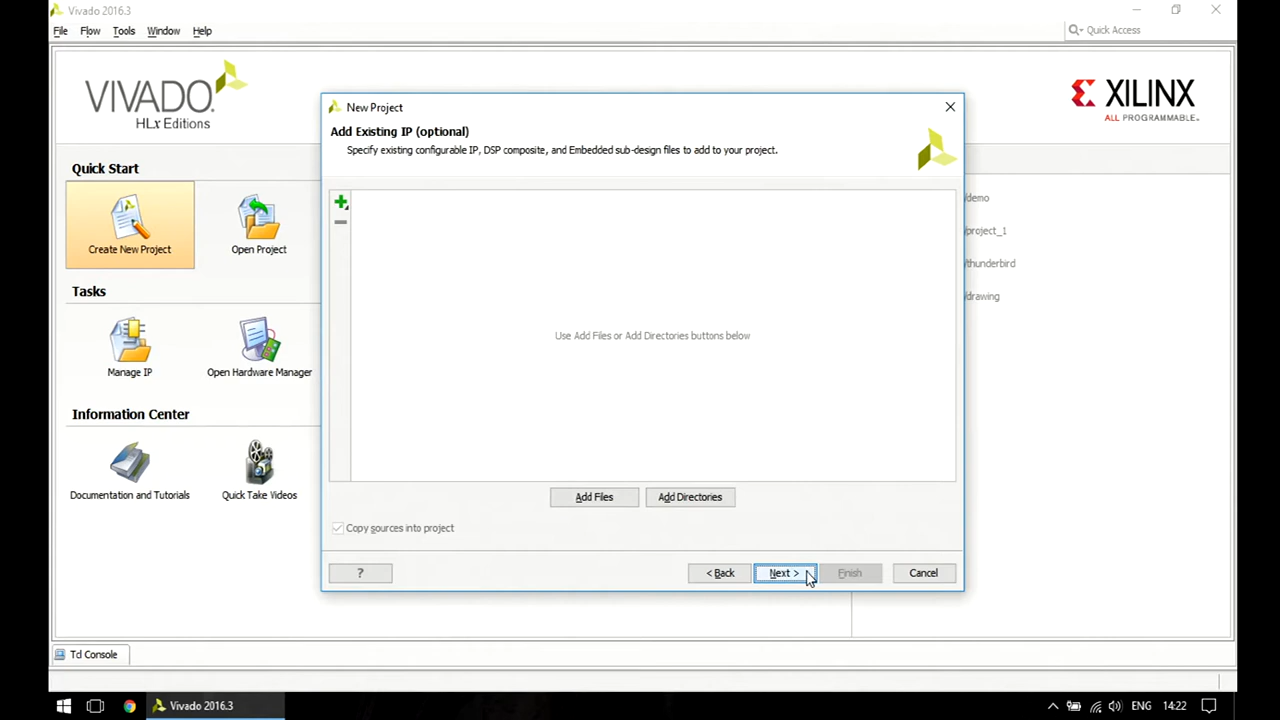 Vivado 2016.3
File Flow Tools Window Help
Quick Access
VIVADO.
HLx Editions
XILINX
ALL PROGRAMMABLE.
New Project
Add Existing IP (optional)
Specify existing configurable IP, DSP composite, and Embedded sub-design files to add to your project.
Quick Start
Create New Project
Open Project
/demo
/project_1
/thunderbird
/drawing
Tasks
Manage IP
Open Hardware Manager
Use Add Files or Add Directories buttons below
Information Center
Documentation and Tutorials
Quick Take Videos
Add Files
Add Directories
Copy sources into project
?
< Back
Next >
Finish
Cancel
Tcl Console
Vivado 2016.3
ENG
14:22